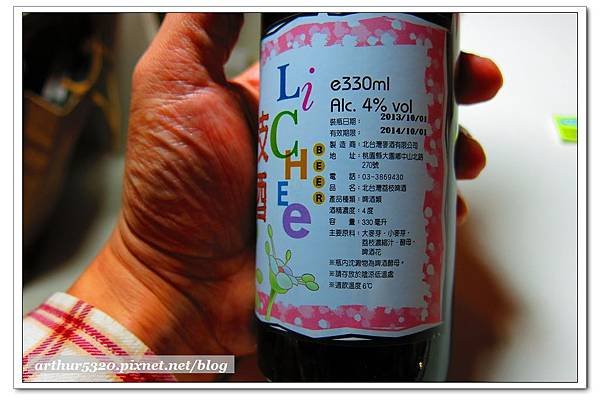 LiCHEe
BEER
枝
酒
e330ml
Alc. 4% vol
裝瓶日期： 2013/10/01
有效期限： 2014/10/01
製造商：北台灣麥酒有限公司
地址：桃園縣大園鄉中山北路
270號
電話：03-3869430
品名：北台灣荔枝啤酒
產品種類：啤酒類
酒精濃度：4 度
容量：330 毫升
主要原料：大麥芽、小麥芽、
荔枝濃縮汁、酵母、
啤酒花
※瓶內沈澱物為啤酒酵母。
※請存放於陰涼低溫處
※適飲溫度6℃
arthur5320.pixnet.net/blog